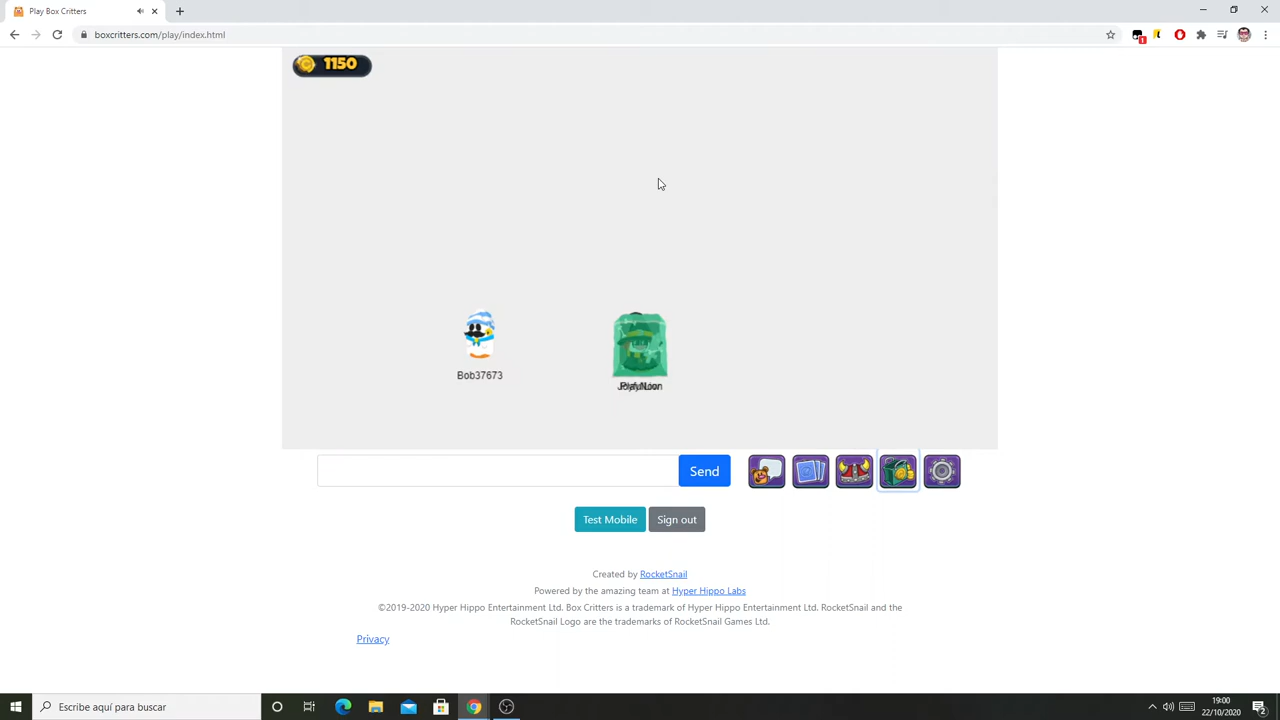 Play Box Critters
boxcritters.com/play/index.html
1
1150
Bob37673
Send
Test Mobile
Sign out
Created by RocketSnail
Powered by the amazing team at Hyper Hippo Labs
©2019-2020 Hyper Hippo Entertainment Ltd. Box Critters is a trademark of Hyper Hippo Entertainment Ltd. RocketSnail and the
RocketSnail Logo are the trademarks of RocketSnail Games Ltd.
Privacy
Escribe aquí para buscar
19:00
22/10/2020
2